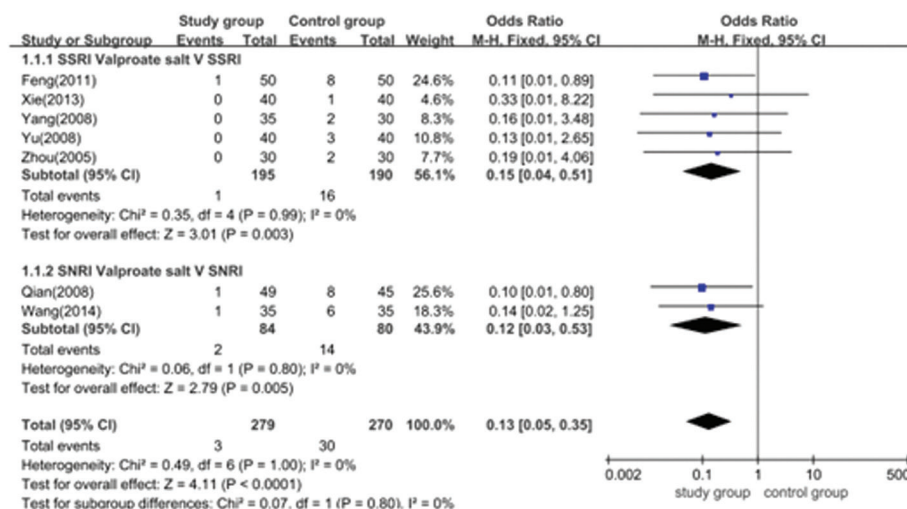 Study group Control group Odds Ratio Odds Ratio
Study or Subgroup Events Total Events Total Weight M-H. Fixed, 95% CI M-H. Fixed, 95% CI
1.1.1 SSRI Valproate salt V SSRI
Feng(2011) 1 50 8 50 24.6% 0.11 [0.01, 0.89]
Xie(2013) 0 40 1 40 4.6% 0.33 [0.01, 8.22]
Yang(2008) 0 35 2 30 8.3% 0.16 [0.01, 3.48]
Yu(2008) 0 40 3 40 10.8% 0.13 [0.01, 2.65]
Zhou(2005) 0 30 2 30 7.7% 0.19 [0.01, 4.06]
Subtotal (95% CI) 195 190 56.1% 0.15 [0.04, 0.51]
Total events 1 16
Heterogeneity: Chi² = 0.35, df = 4 (P = 0.99); I² = 0%
Test for overall effect: Z = 3.01 (P = 0.003)
1.1.2 SNRI Valproate salt V SNRI
Qian(2008) 1 49 8 45 25.6% 0.10 [0.01, 0.80]
Wang(2014) 1 35 6 35 18.3% 0.14 [0.02, 1.25]
Subtotal (95% CI) 84 80 43.9% 0.12 [0.03, 0.53]
Total events 2 14
Heterogeneity: Chi² = 0.06, df = 1 (P = 0.80); I² = 0%
Test for overall effect: Z = 2.79 (P = 0.005)
Total (95% CI) 279 270 100.0% 0.13 [0.05, 0.35]
Total events 3 30
Heterogeneity: Chi² = 0.49, df = 6 (P = 1.00); I² = 0%
Test for overall effect: Z = 4.11 (P < 0.0001)
Test for subgroup differences: Chi² = 0.07, df = 1 (P = 0.80), I² = 0%
0.002 0.1 1 10 500
study group control group